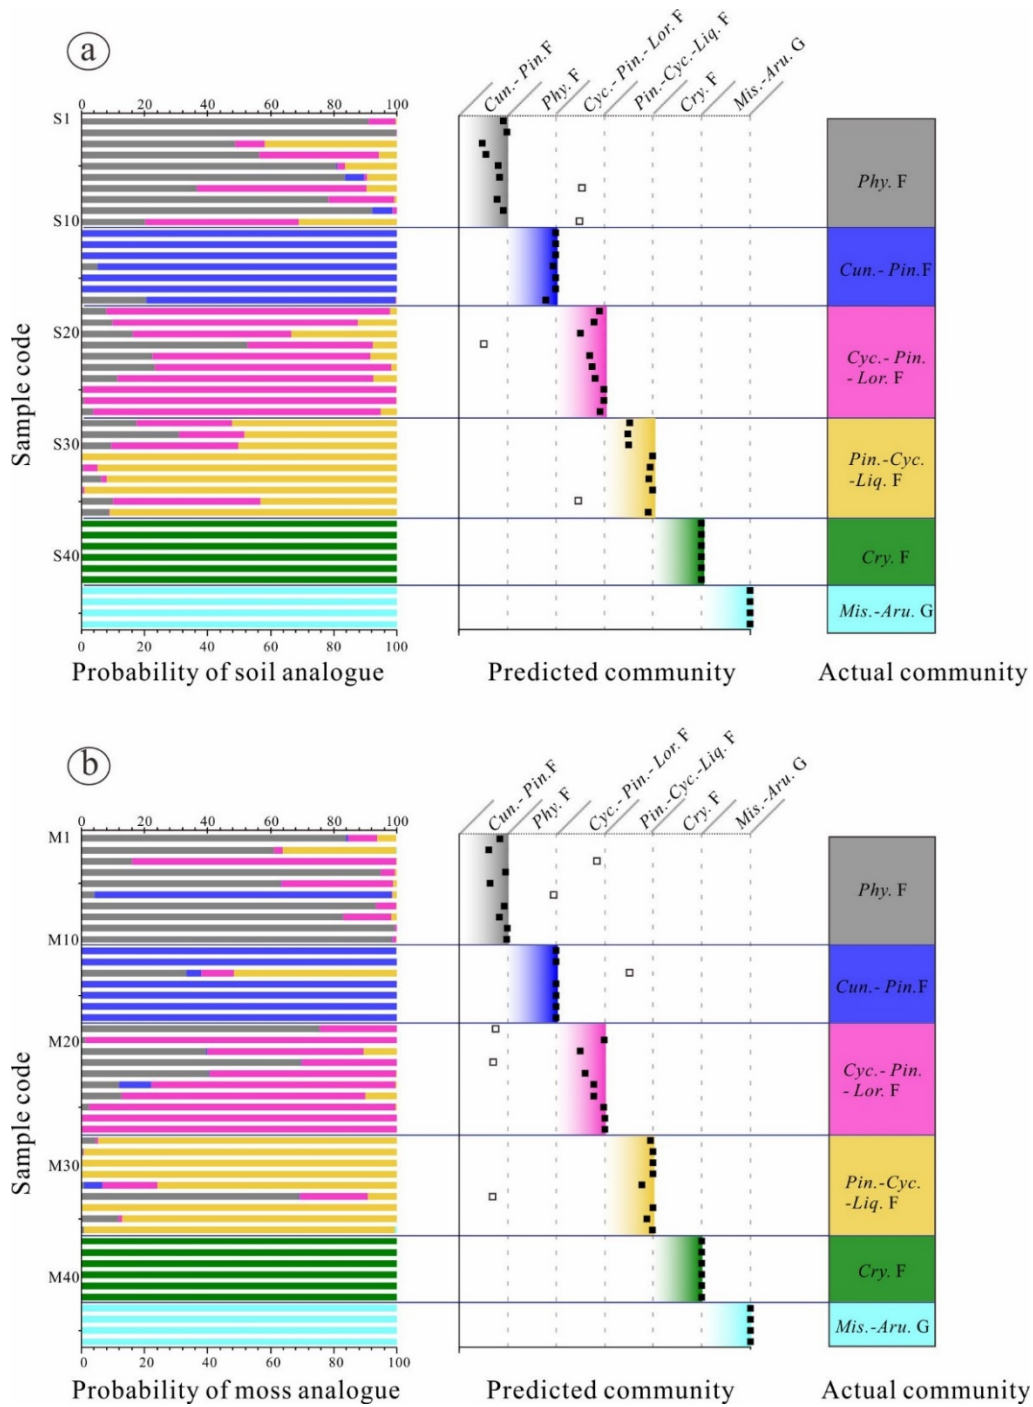 a
Cun.- Pin.F
Phy. F
Cyc.- Pin.- Lor. F
Pin.-Cyc.-Liq. F
Cry. F
Mis.-Aru. G
0 20 40 60 80 100
S1
S10
S20
S30
S40
Sample code
Phy. F
Cun.- Pin.F
Cyc.- Pin.
- Lor. F
Pin.-Cyc.
-Liq. F
Cry. F
Mis.-Aru. G
0 20 40 60 80 100
Probability of soil analogue
Predicted community
Actual community
b
Cun.- Pin.F
Phy. F
Cyc.- Pin.- Lor. F
Pin.-Cyc.-Liq. F
Cry. F
Mis.-Aru. G
0 20 40 60 80 100
M1
M10
M20
M30
M40
Sample code
Phy. F
Cun.- Pin.F
Cyc.- Pin.
- Lor. F
Pin.-Cyc.
-Liq. F
Cry. F
Mis.-Aru. G
0 20 40 60 80 100
Probability of moss analogue
Predicted community
Actual community